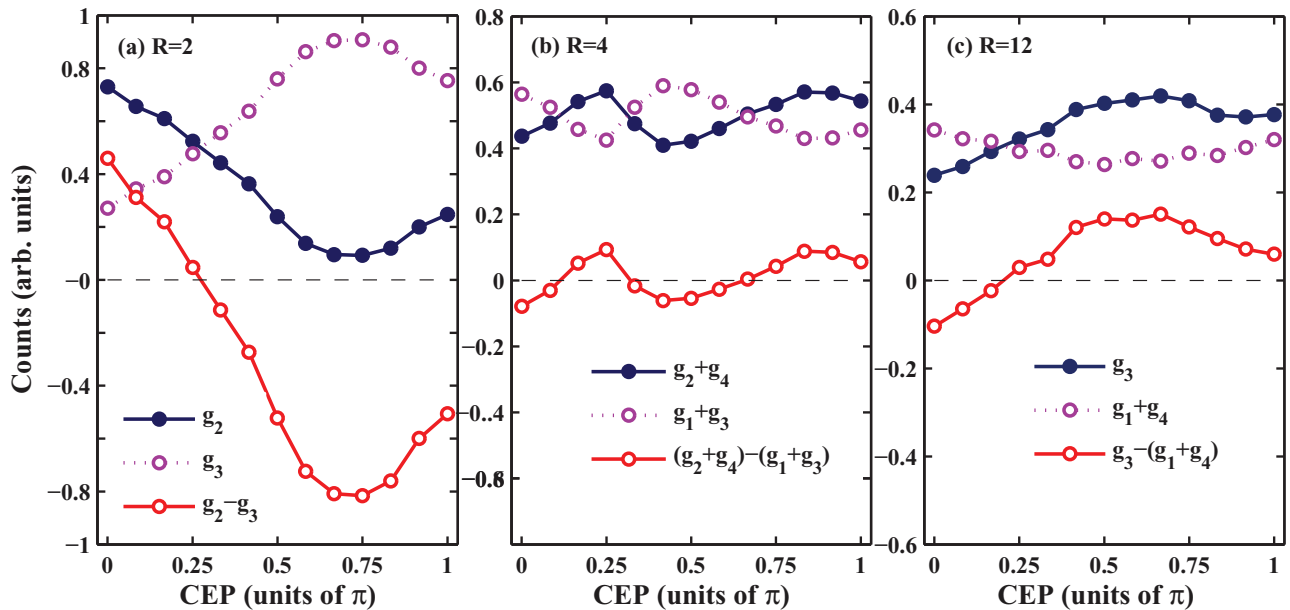 (a) R=2
(b) R=4
(c) R=12
Counts (arb. units)
1
0.8
0.4
−0
−0.4
−0.8
−1
0.8
0.6
0.4
0.2
0
−0.2
−0.4
−0.6
−0.8
0.6
0.4
0.2
0
−0.2
−0.4
−0.6
g2
g3
g2−g3
g2+g4
g1+g3
(g2+g4)−(g1+g3)
g3
g1+g4
g3−(g1+g4)
0 0.25 0.5 0.75 1
0 0.25 0.5 0.75 1
0 0.25 0.5 0.75 1
CEP (units of π)
CEP (units of π)
CEP (units of π)